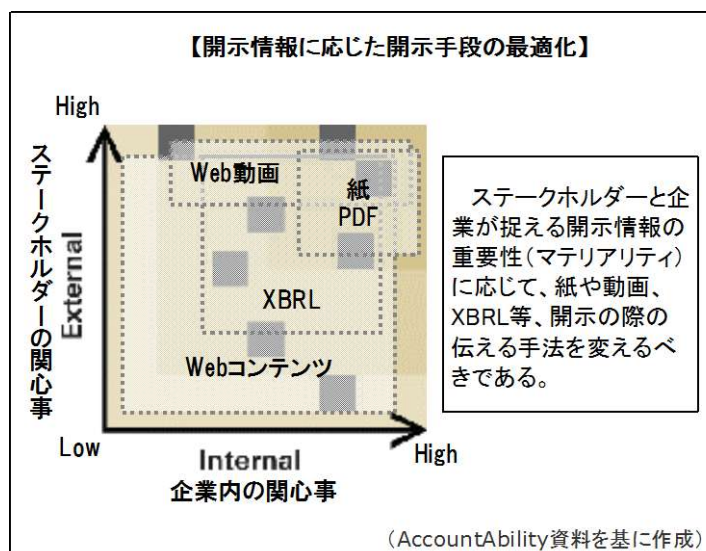 【開示情報に応じた開示手段の最適化】
High
ステークホルダーの関心事
External
Web動画
紙
PDF
XBRL
Webコンテンツ
Low
Internal
High
企業内の関心事
ステークホルダーと企
業が捉える開示情報の
重要性(マテリアリティ)
に応じて、紙や動画、
XBRL等、開示の際の
伝える手法を変えるべ
きである。
(AccountAbility資料を基に作成)